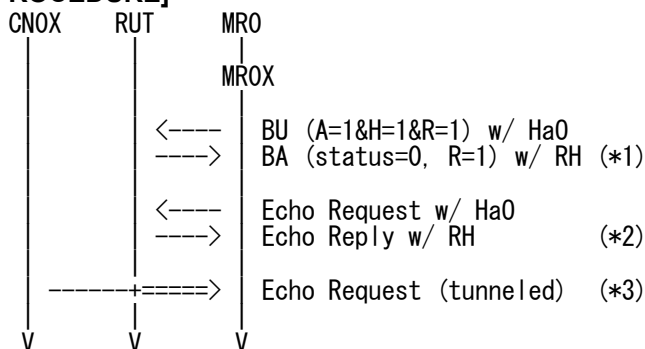 CNOX RUT MRO
MROX
<---- BU (A=1&H=1&R=1) w/ HaO
----> BA (status=0, R=1) w/ RH (*1)
<---- Echo Request w/ HaO
----> Echo Reply w/ RH (*2)
------+=====> Echo Request (tunneled) (*3)
V V V